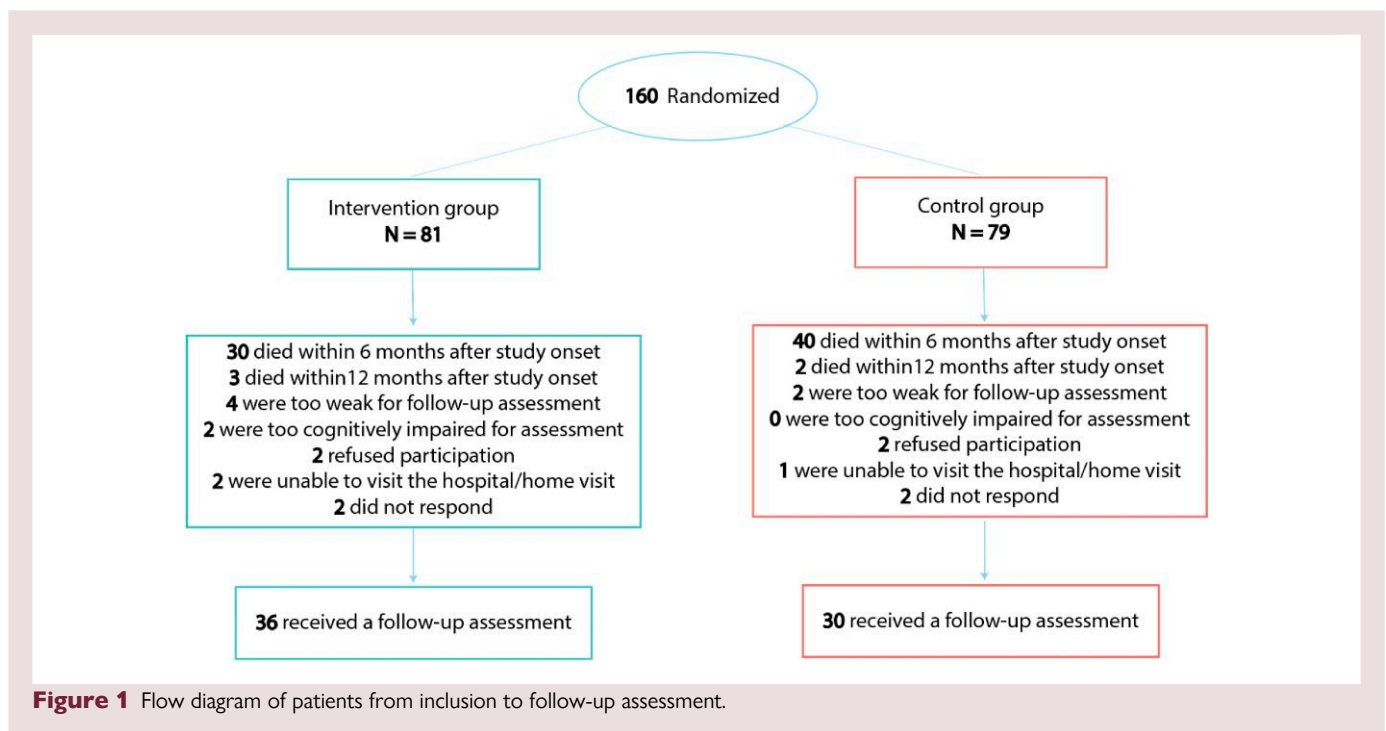 160 Randomized
Intervention group
N = 81
Control group
N = 79
30 died within 6 months after study onset
3 died within12 months after study onset
4 were too weak for follow-up assessment
2 were too cognitively impaired for assessment
2 refused participation
2 were unable to visit the hospital/home visit
2 did not respond
40 died within 6 months after study onset
2 died within12 months after study onset
2 were too weak for follow-up assessment
0 were too cognitively impaired for assessment
2 refused participation
1 were unable to visit the hospital/home visit
2 did not respond
36 received a follow-up assessment
30 received a follow-up assessment
Figure 1 Flow diagram of patients from inclusion to follow-up assessment.